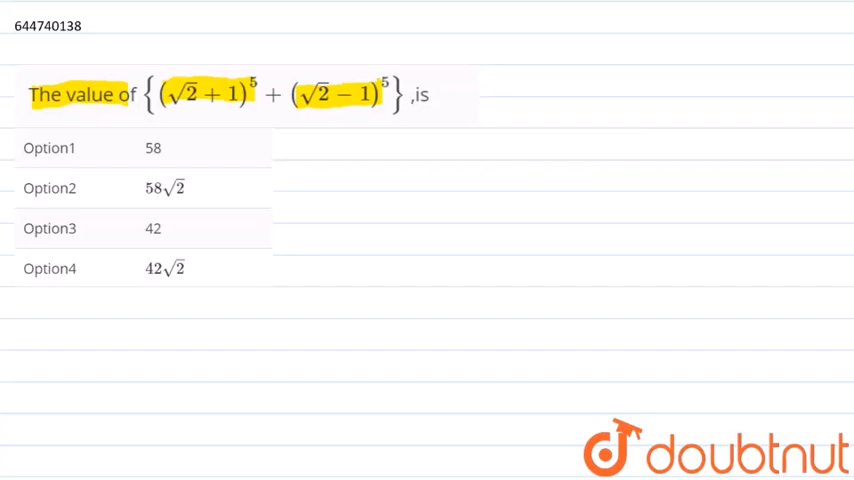 644740138
The value of {(√2 + 1)⁵ + (√2 − 1)⁵} ,is
Option1 58
Option2 58√2
Option3 42
Option4 42√2
doubtnut